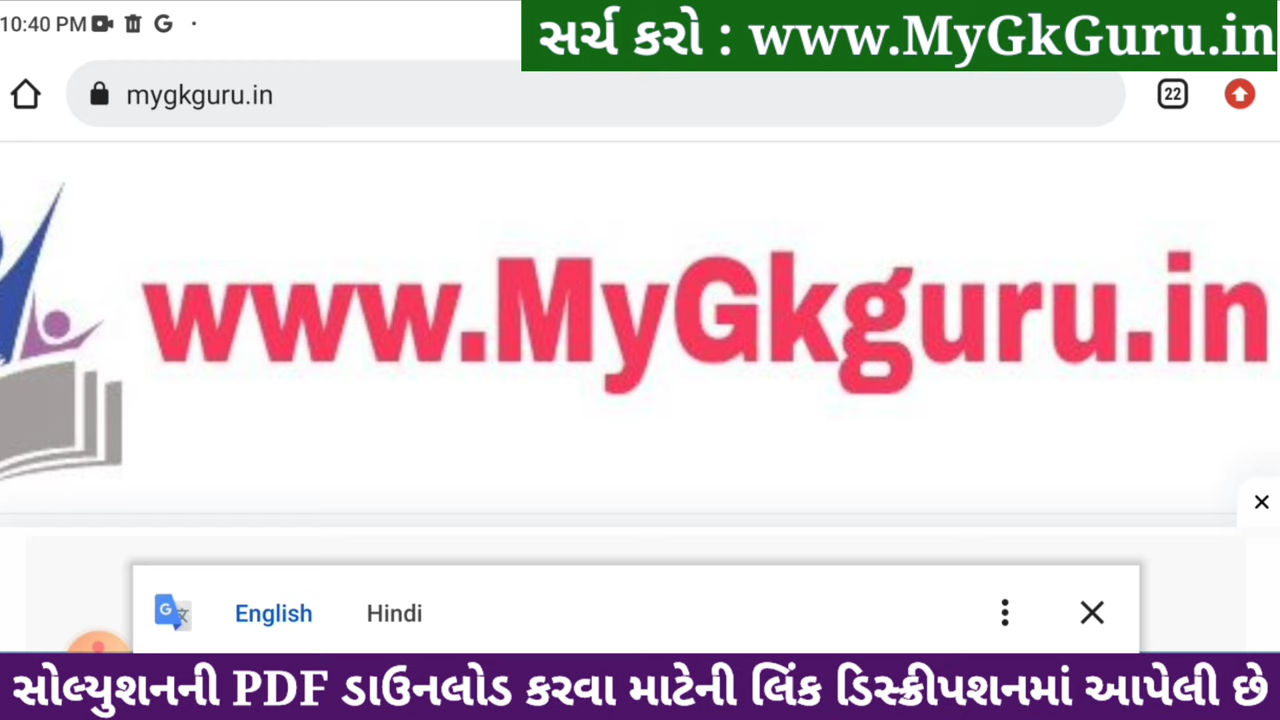 10:40 PM
સર્ચ કરો : www.MyGkGuru.in
mygkguru.in
22
www.MyGkguru.in
English Hindi
સોલ્યુશનની PDF ડાઉનલોડ કરવા માટેની લિંક ડિસ્ક્રીપશનમાં આપેલી છે